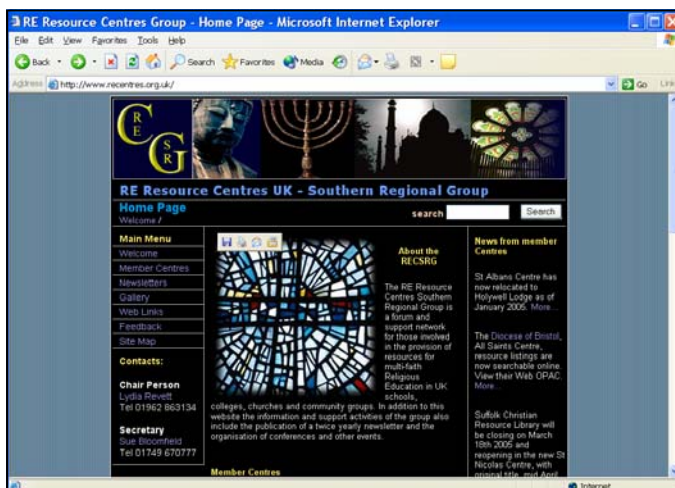 RE Resource Centres Group - Home Page - Microsoft Internet Explorer
File Edit View Favorites Tools Help
Back Search Favorites Media
Address http://www.recentres.org.uk/ Go Links
C RE
SR G
RE Resource Centres UK - Southern Regional Group
Home Page
Welcome /
search Search
Main Menu
Welcome
Member Centres
Newsletters
Gallery
Web Links
Feedback
Site Map
Contacts:
Chair Person
Lydia Revett
Tel 01962 863134
Secretary
Sue Bloomfield
Tel 01749 670777
About the
RECSRG
The RE Resource
Centres Southern
Regional Group is
a forum and
support network
for those involved
in the provision of
resources for
multi-faith
Religious
Education in UK
schools,
colleges, churches and community groups. In addition to this
website the information and support activities of the group also
include the publication of a twice yearly newsletter and the
organisation of conferences and other events.
Member Centres
News from member
Centres
St Albans Centre has
now relocated to
Holywell Lodge as of
January 2005. More...
The Diocese of Bristol,
All Saints Centre,
resource listings are
now searchable online.
View their Web OPAC.
More...
Suffolk Christian
Resource Library will
be closing on March
18th 2005 and
reopening in the new St
Nicolas Centre, with
original title, mid April
Internet